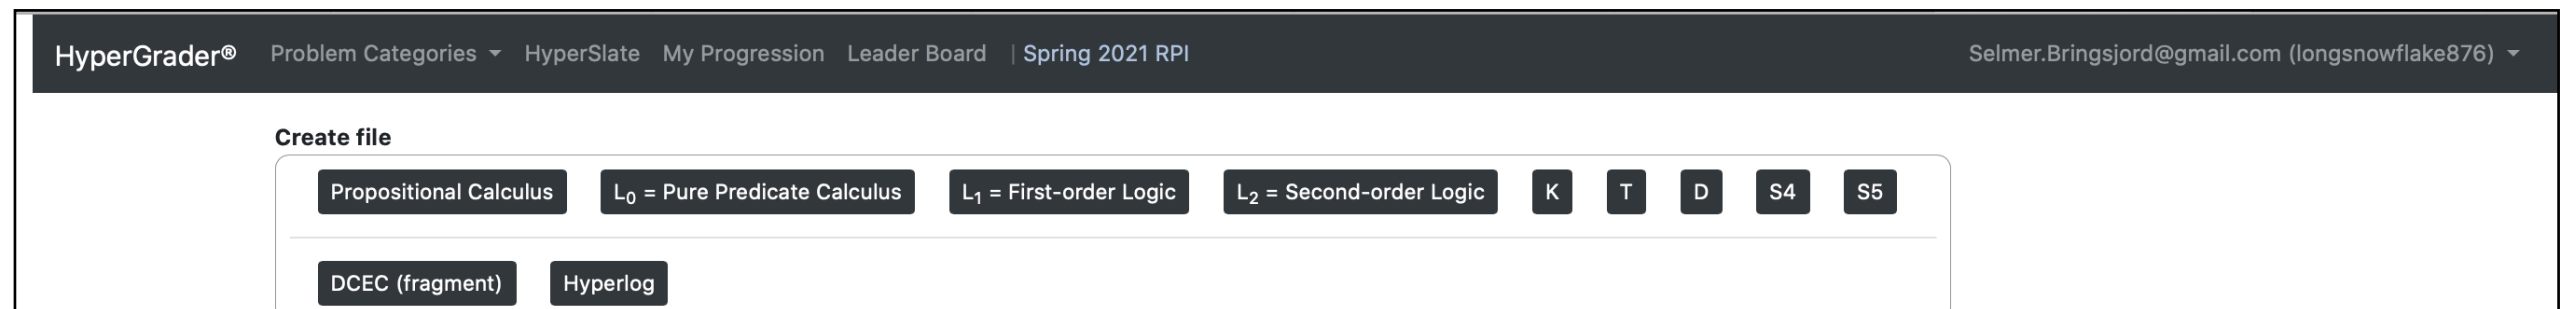 HyperGrader® Problem Categories HyperSlate My Progression Leader Board | Spring 2021 RPI Selmer.Bringsjord@gmail.com (longsnowflake876)
Create file
Propositional Calculus L₀ = Pure Predicate Calculus L₁ = First-order Logic L₂ = Second-order Logic K T D S4 S5
DCEC (fragment) Hyperlog